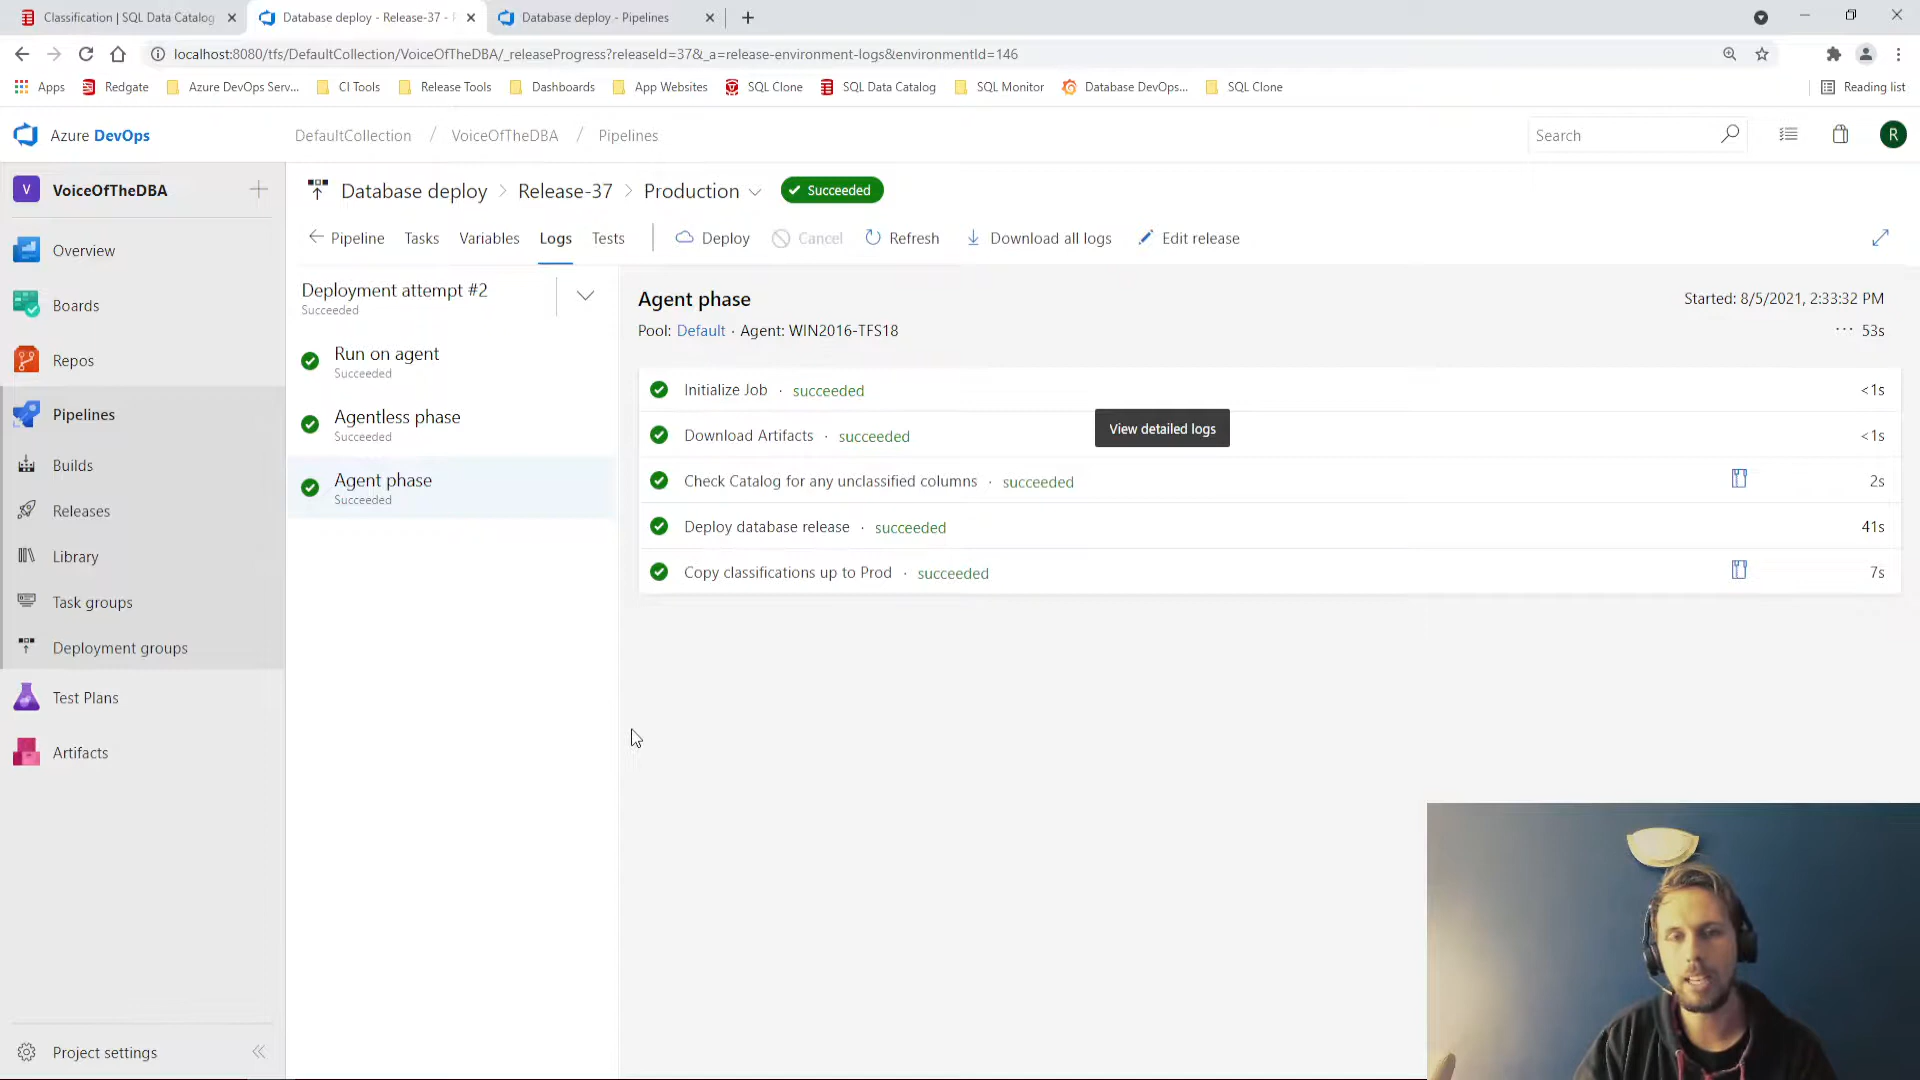 Classification | SQL Data Catalog
Database deploy - Release-37 -
Database deploy - Pipelines
localhost:8080/tfs/DefaultCollection/VoiceOfTheDBA/_releaseProgress?releaseId=37&_a=release-environment-logs&environmentId=146
Apps Redgate Azure DevOps Serv... CI Tools Release Tools Dashboards App Websites SQL Clone SQL Data Catalog SQL Monitor Database DevOps... SQL Clone Reading list
Azure DevOps DefaultCollection / VoiceOfTheDBA / Pipelines Search R
V VoiceOfTheDBA
Overview
Boards
Repos
Pipelines
Builds
Releases
Library
Task groups
Deployment groups
Test Plans
Artifacts
Project settings
Database deploy > Release-37 > Production Succeeded
Pipeline Tasks Variables Logs Tests Deploy Cancel Refresh Download all logs Edit release
Deployment attempt #2
Succeeded
Run on agent
Succeeded
Agentless phase
Succeeded
Agent phase
Succeeded
Agent phase Started: 8/5/2021, 2:33:32 PM
Pool: Default · Agent: WIN2016-TFS18 ··· 53s
Initialize Job · succeeded <1s
View detailed logs
Download Artifacts · succeeded <1s
Check Catalog for any unclassified columns · succeeded 2s
Deploy database release · succeeded 41s
Copy classifications up to Prod · succeeded 7s